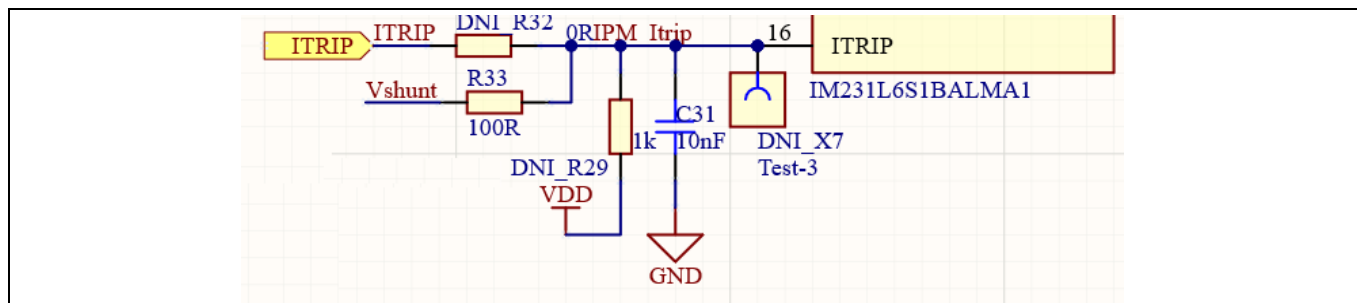 DNI_R32
ITRIP
ITRIP
0R
IPM_Itrip
16
ITRIP
Vshunt
R33
100R
IM231L6S1BALMA1
C31
10nF
1k
DNI_X7
Test-3
DNI_R29
VDD
GND